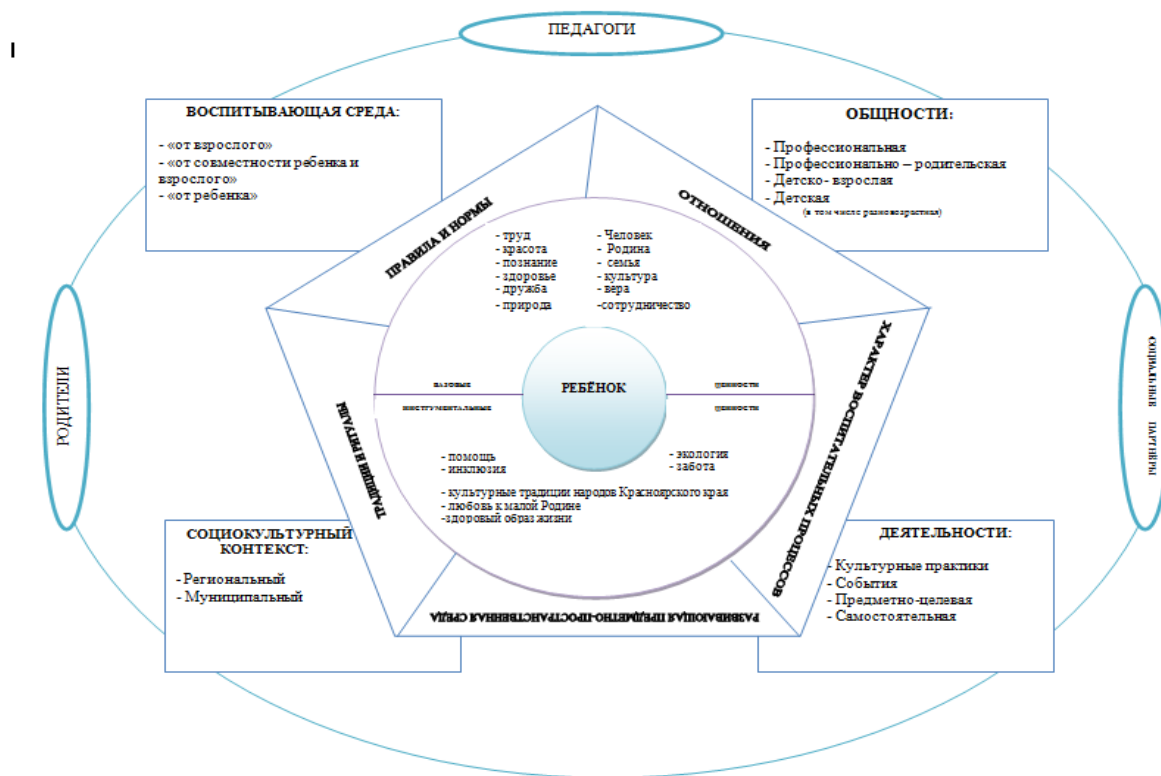 ПЕДАГОГИ
I
ВОСПИТЫВАЮЩАЯ СРЕДА:
- «от взрослого»
- «от совместности ребенка и
взрослого»
- «от ребенка»
ОБЩНОСТИ:
- Профессиональная
- Профессионально – родительская
- Детско- взрослая
- Детская
(в том числе разновозрастная)
ПРАВИЛА И НОРМЫ
ОТНОШЕНИЯ
- труд
- красота
- познание
- здоровье
- дружба
- природа
- Человек
- Родина
- семья
- культура
- вера
-сотрудничество
РОДИТЕЛИ
СОЦИАЛЬНЫЕ ПАРТНЕРЫ
БАЗОВЫЕ
ЦЕННОСТИ
РЕБЁНОК
ИНСТРУМЕНТАЛЬНЫЕ
ЦЕННОСТИ
ТРАДИЦИИ И РИТУАЛЫ
ХАРАКТЕР ВОСПИТАТЕЛЬНЫХ ПРОЦЕССОВ
- помощь
- инклюзия
- экология
- забота
- культурные традиции народов Красноярского края
- любовь к малой Родине
-здоровый образ жизни
СОЦИОКУЛЬТУРНЫЙ
КОНТЕКСТ:
- Региональный
- Муниципальный
ДЕЯТЕЛЬНОСТИ:
- Культурные практики
- События
- Предметно-целевая
- Самостоятельная
РАЗВИВАЮЩАЯ ПРЕДМЕТНО-ПРОСТРАНСТВЕННАЯ СРЕДА